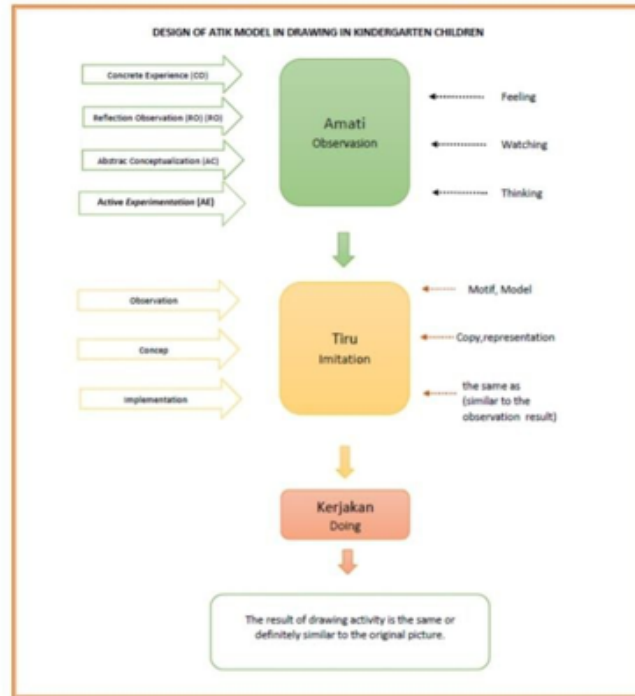 DESIGN OF ATIK MODEL IN DRAWING IN KINDERGARTEN CHILDREN
Concrete Experience (CO)
Reflection Observation (RO) (RO)
Abstrac Conceptualization (AC)
Active Experimentation (AE)
Amati
Observasion
Feeling
Watching
Thinking
Observation
Concep
Implementation
Tiru
Imitation
Motif, Model
Copy,representation
the same as
(similar to the
observation result)
Kerjakan
Doing
The result of drawing activity is the same or
definitely similar to the original picture.